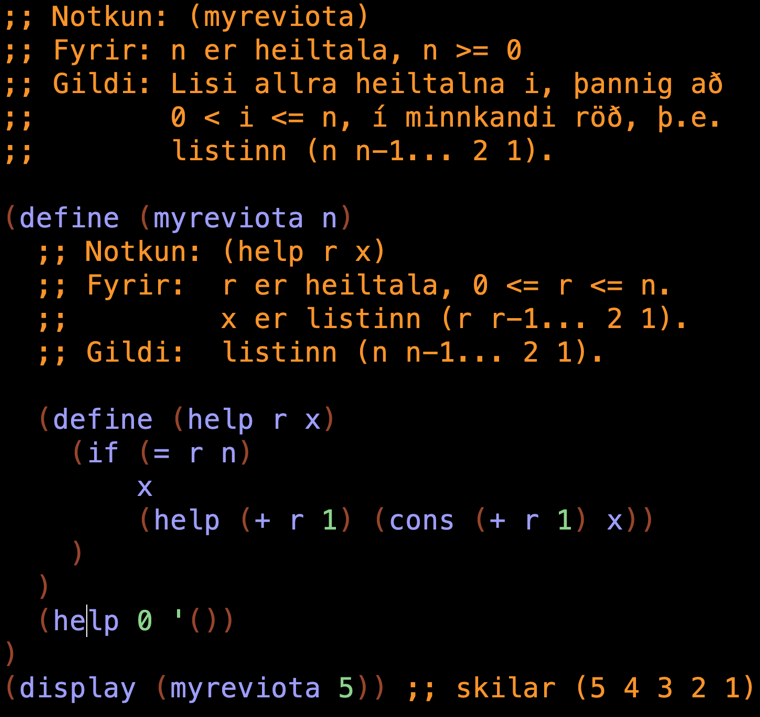 ;; Notkun: (myreviota)
;; Fyrir: n er heiltala, n >= 0
;; Gildi: Lisi allra heiltalna i, þannig að
;;        0 < i <= n, í minnkandi röð, þ.e.
;;        listinn (n n-1... 2 1).
(define (myreviota n)
  ;; Notkun: (help r x)
  ;; Fyrir:  r er heiltala, 0 <= r <= n.
  ;;         x er listinn (r r-1... 2 1).
  ;; Gildi:  listinn (n n-1... 2 1).
  (define (help r x)
    (if (= r n)
        x
        (help (+ r 1) (cons (+ r 1) x))
    )
  )
  (help 0 '())
)
(display (myreviota 5)) ;; skilar (5 4 3 2 1)